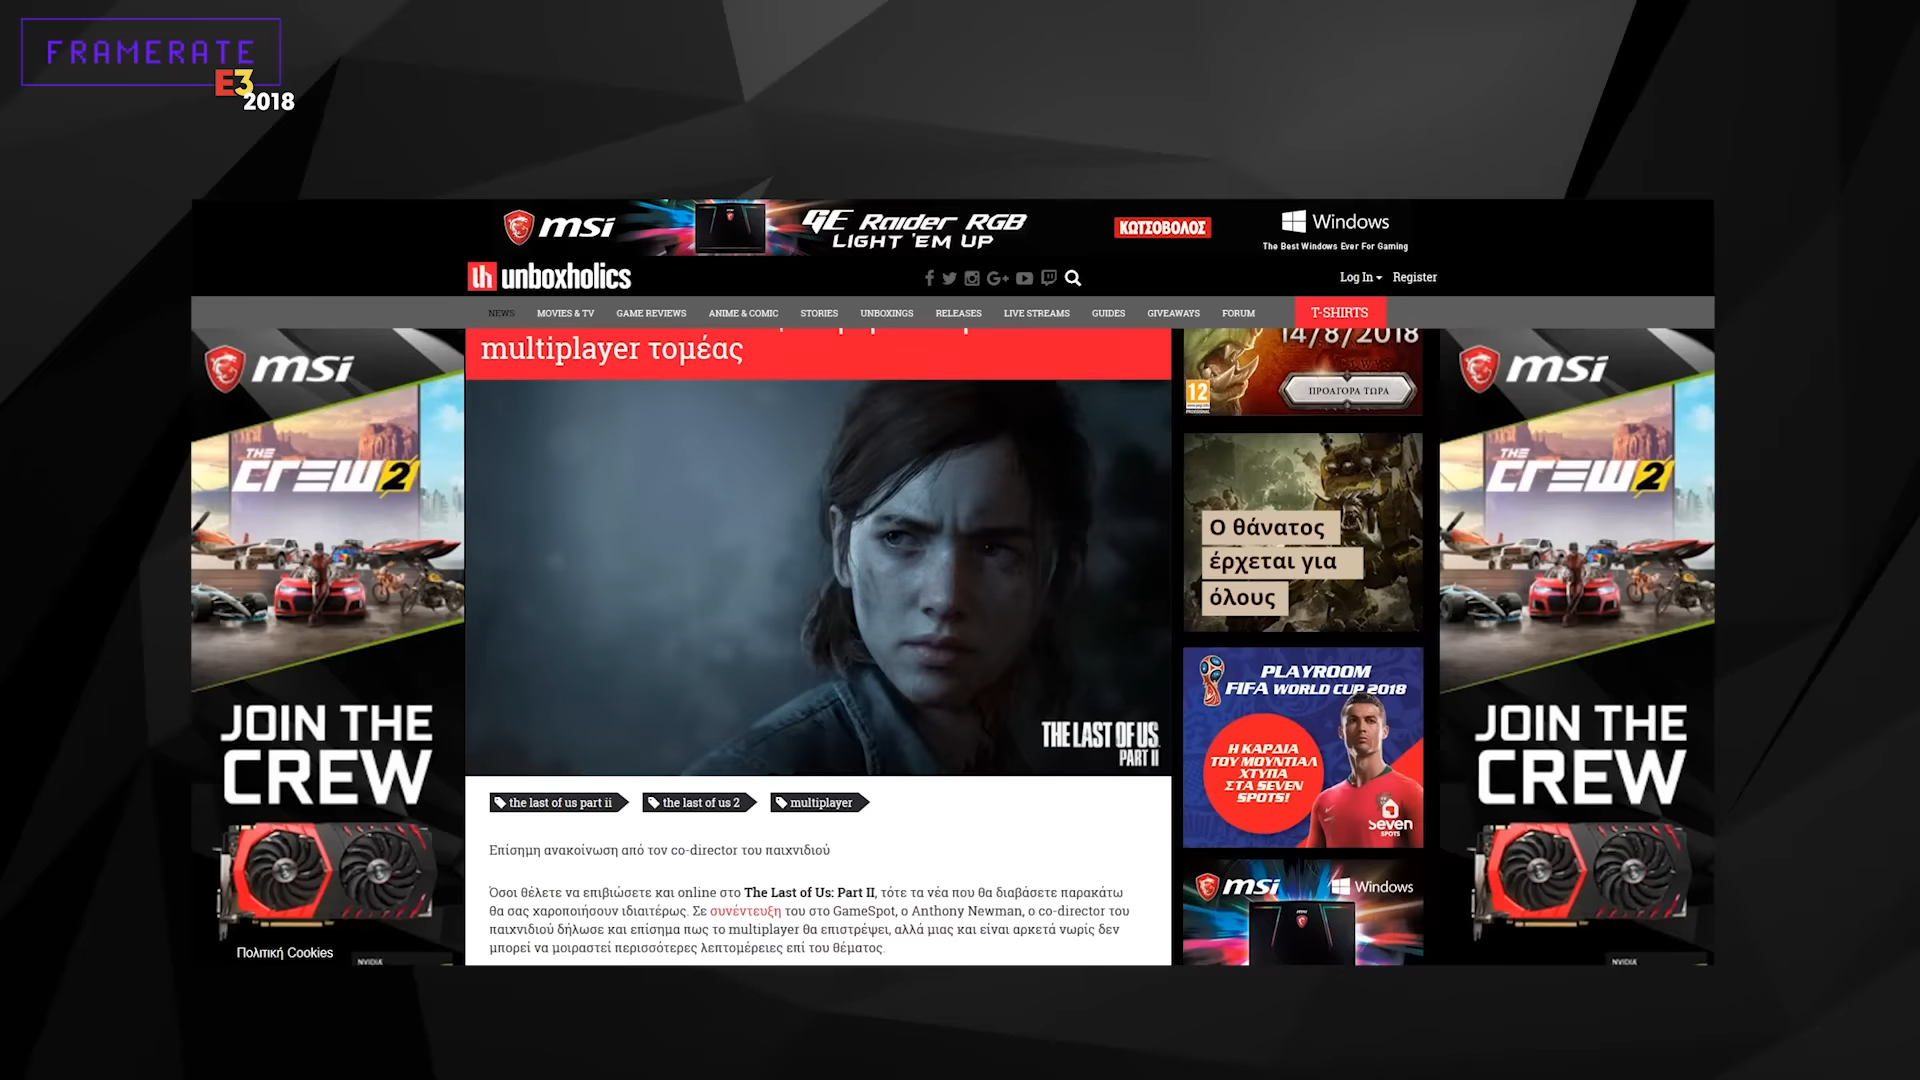 FRAMERATE
E3
2018
msi
GE Raider RGB
LIGHT 'EM UP
ΚΩΤΣΟΒΟΛΟΣ
Windows
The Best Windows Ever For Gaming
uh unboxholics
Log In
Register
NEWS
MOVIES & TV
GAME REVIEWS
ANIME & COMIC
STORIES
UNBOXINGS
RELEASES
LIVE STREAMS
GUIDES
GIVEAWAYS
FORUM
T-SHIRTS
msi
THE
CREW 2
JOIN THE
CREW
Πολιτική Cookies
NVIDIA
multiplayer τομέας
THE LAST OF US
PART II
the last of us part ii
the last of us 2
multiplayer
Επίσημη ανακοίνωση από τον co-director του παιχνιδιού
Όσοι θέλετε να επιβιώσετε και online στο The Last of Us: Part II, τότε τα νέα που θα διαβάσετε παρακάτω
θα σας χαροποιήσουν ιδιαιτέρως. Σε συνέντευξη του στο GameSpot, ο Anthony Newman, ο co-director του
παιχνιδιού δήλωσε και επίσημα πως το multiplayer θα επιστρέψει, αλλά μιας και είναι αρκετά νωρίς δεν
μπορεί να μοιραστεί περισσότερες λεπτομέρειες επί του θέματος.
14/8/2018
12
ΠΡΟΑΓΟΡΑ ΤΩΡΑ
Ο θάνατος
έρχεται για
όλους
PLAYROOM
FIFA WORLD CUP 2018
Η ΚΑΡΔΙΑ
ΤΟΥ ΜΟΥΝΤΙΑΛ
ΧΤΥΠΑ
ΣΤΑ SEVEN
SPOTS!
seven
SPOTS
msi
Windows
msi
THE
CREW 2
JOIN THE
CREW
NVIDIA